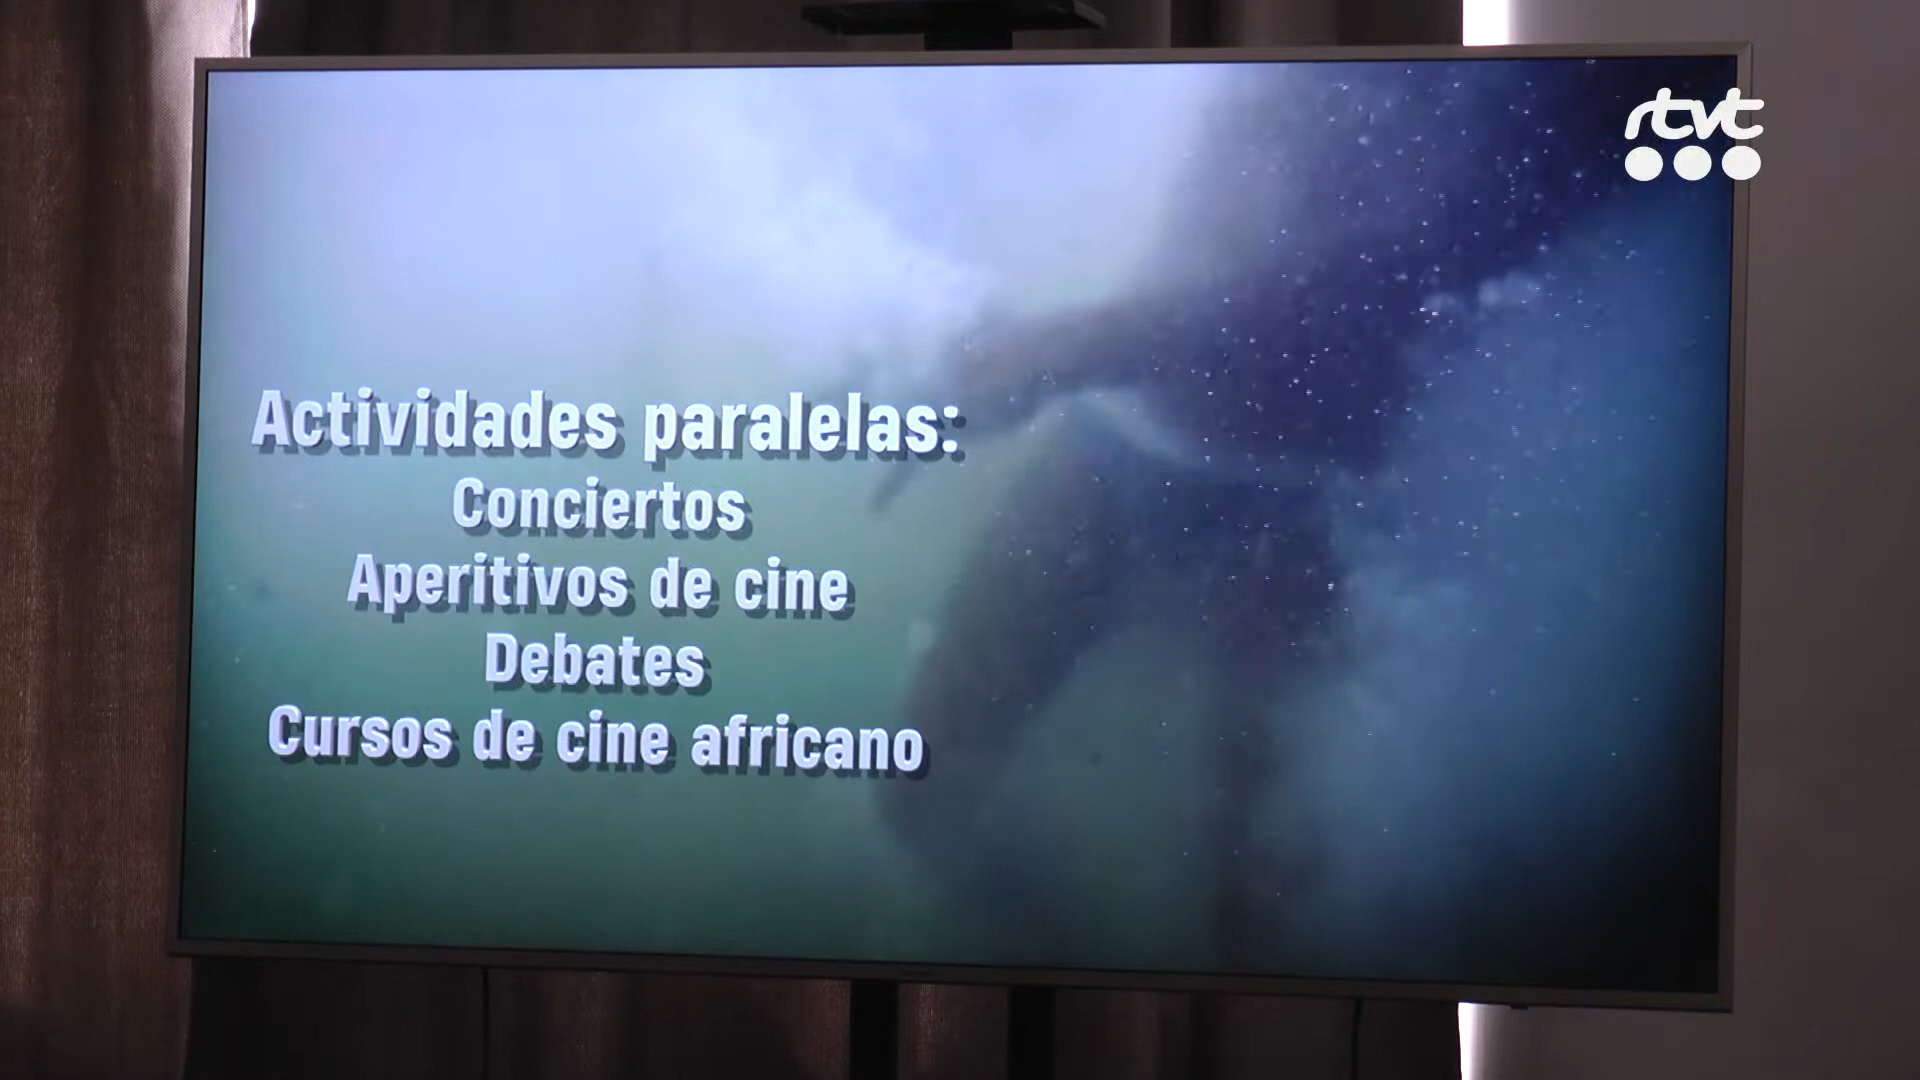 rtvt
Actividades paralelas:
Conciertos
Aperitivos de cine
Debates
Cursos de cine africano